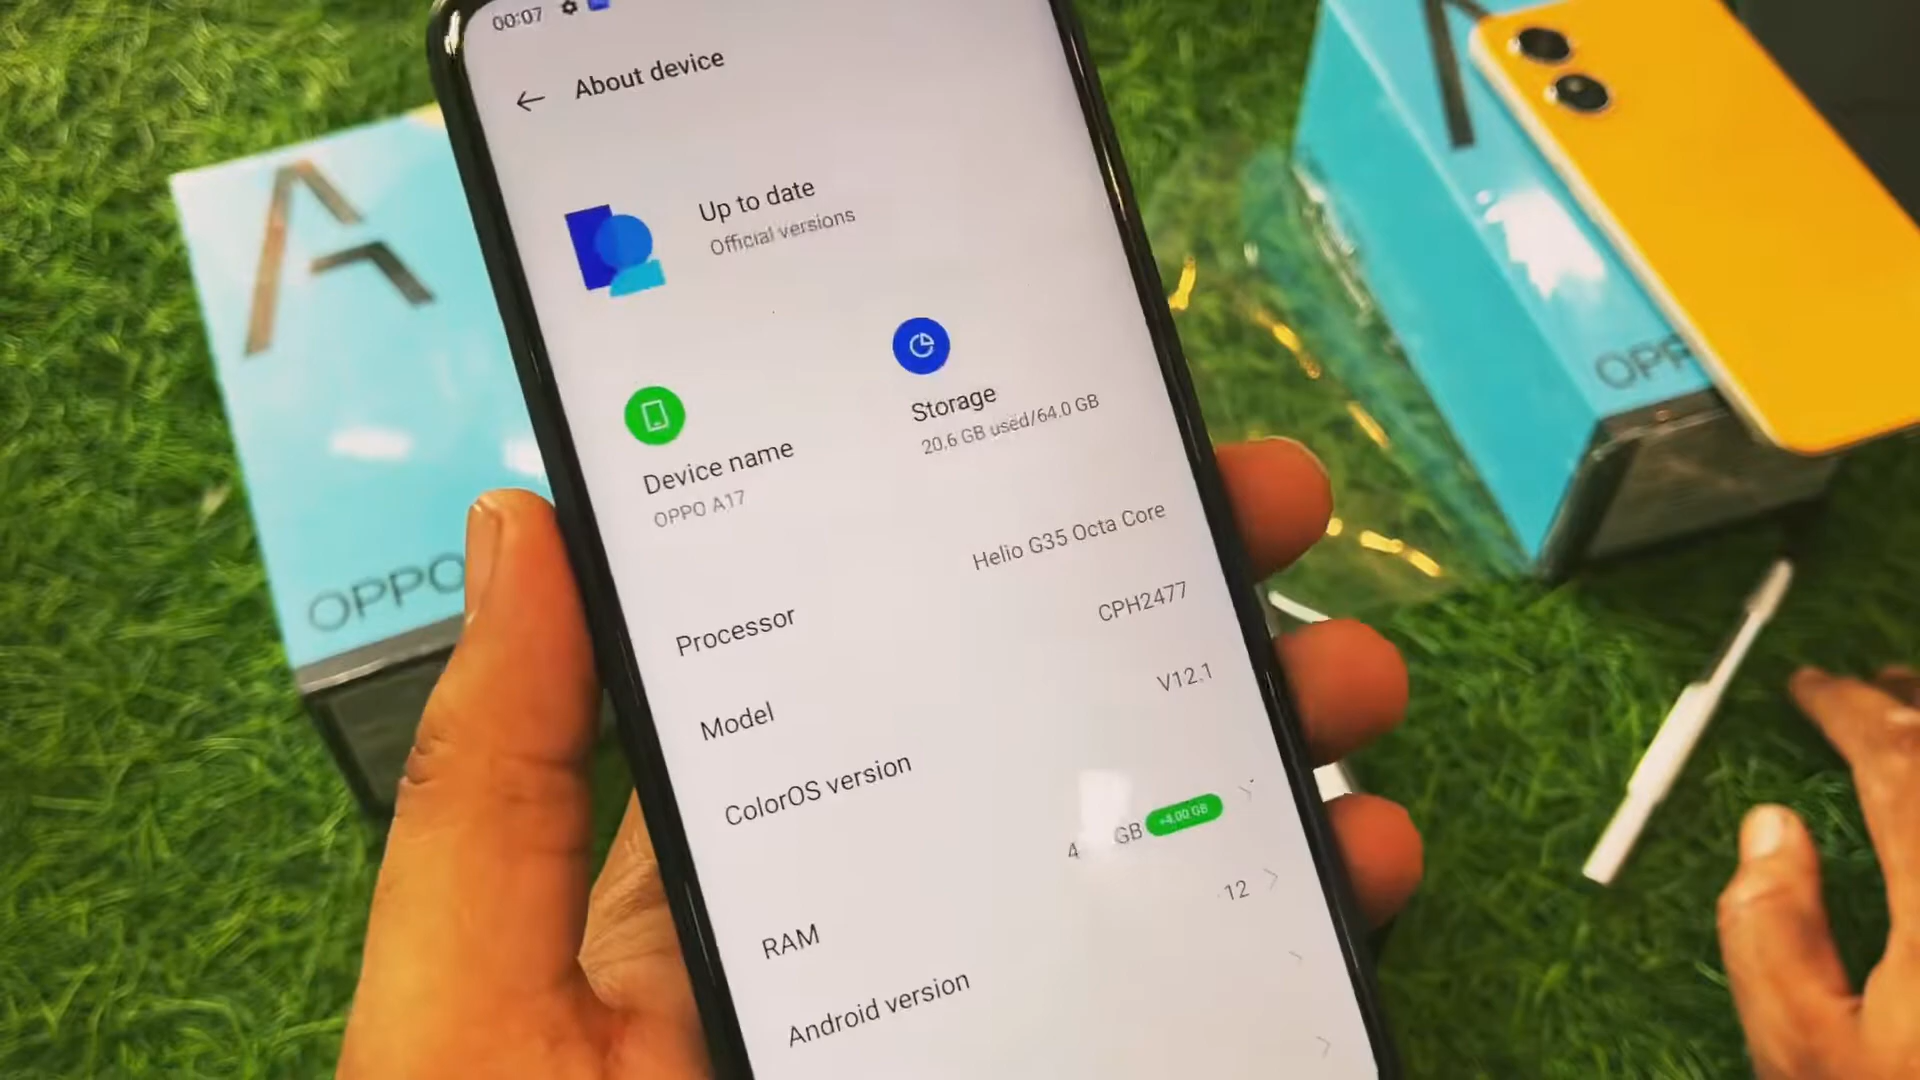 00:07
About device
Up to date
Official versions
Device name
OPPO A17
Storage
20.6 GB used/64.0 GB
Processor
Helio G35 Octa Core
Model
CPH2477
ColorOS version
V12.1
RAM
4 GB +4.00 GB
Android version
12
A
OPPO
A
OPP